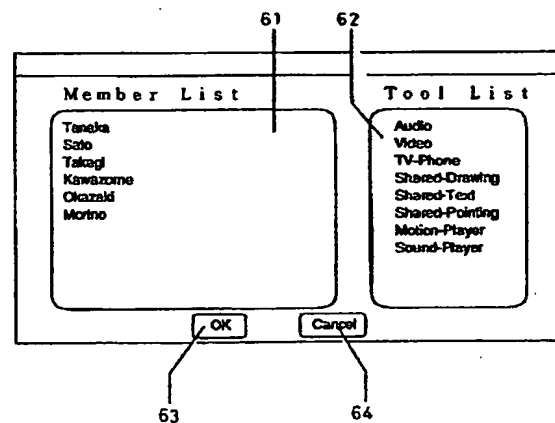 61 62
Member List Tool List
Tanaka
Sato
Takagi
Kawazome
Okazaki
Morino
Audio
Video
TV-Phone
Shared-Drawing
Shared-Text
Shared-Pointing
Motion-Player
Sound-Player
OK Cancel
63 64